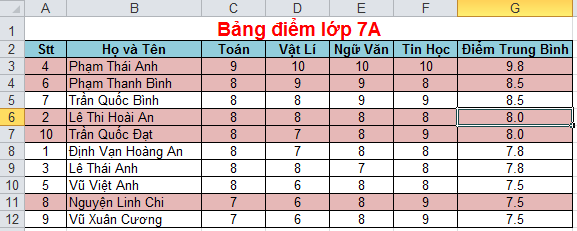 A B C D E F G
1 Bảng điểm lớp 7A
2 Stt Họ và Tên Toán Vật Lí Ngữ Văn Tin Học Điểm Trung Bình
3 4 Phạm Thái Anh 9 10 10 10 9.8
4 6 Phạm Thanh Bình 8 9 9 8 8.5
5 7 Trần Quốc Bình 8 8 9 9 8.5
6 2 Lê Thi Hoài An 8 8 8 8 8.0
7 10 Trần Quốc Đạt 8 7 8 9 8.0
8 1 Định Vạn Hoàng An 8 7 8 8 7.8
9 3 Lê Thái Anh 8 8 7 8 7.8
10 5 Vũ Việt Anh 8 6 8 8 7.5
11 8 Nguyện Linh Chi 7 6 8 9 7.5
12 9 Vũ Xuân Cương 7 6 8 9 7.5